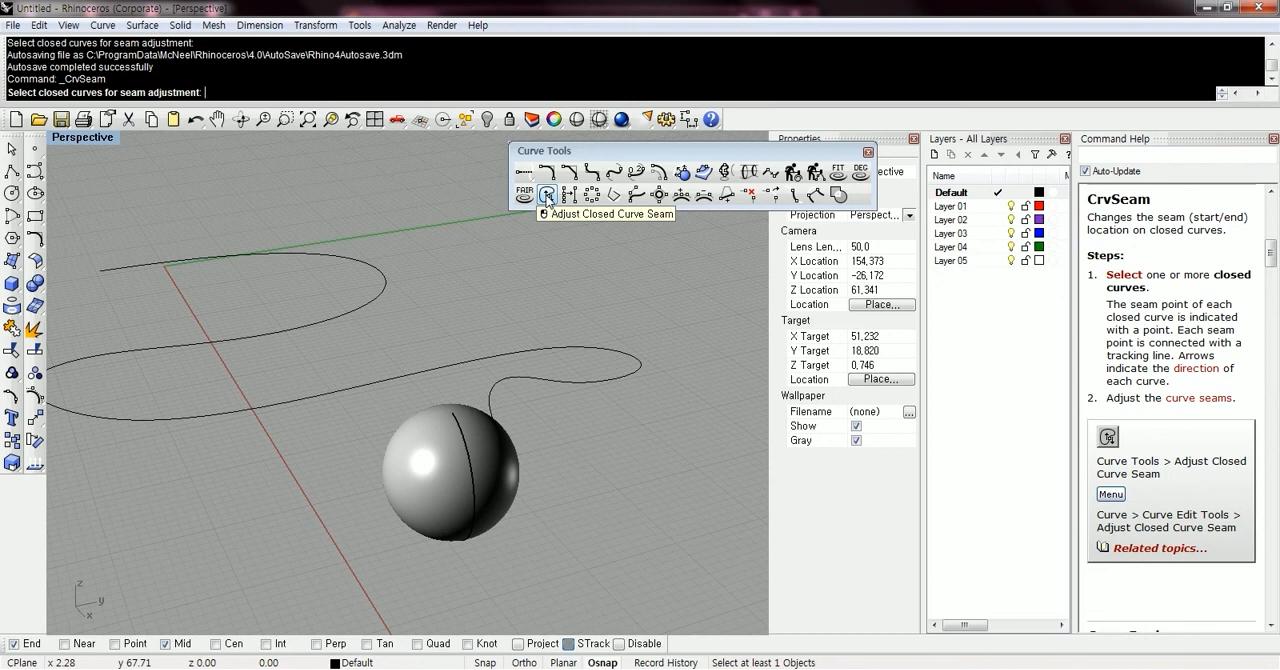 Untitled - Rhinoceros (Corporate) - [Perspective]
File Edit View Curve Surface Solid Mesh Dimension Transform Tools Analyze Render Help
Select closed curves for seam adjustment:
Autosaving file as C:\ProgramData\McNeel\Rhinoceros\4.0\AutoSave\Rhino4Autosave.3dm
Autosave completed successfully
Command: _CrvSeam
Select closed curves for seam adjustment:
Perspective
Curve Tools
FIT DEC
FAIR
Adjust Closed Curve Seam
Properties
ective
Projection Perspect...
Camera
Lens Len... 50,0
X Location 154,373
Y Location -26,172
Z Location 61,341
Location Place...
Target
X Target 51,232
Y Target 18,820
Z Target 0,746
Location Place...
Wallpaper
Filename (none) ...
Show
Gray
Layers - All Layers
Name
Default
Layer 01
Layer 02
Layer 03
Layer 04
Layer 05
Command Help
Auto-Update
CrvSeam
Changes the seam (start/end)
location on closed curves.
Steps:
1. Select one or more closed
curves.
The seam point of each
closed curve is indicated
with a point. Each seam
point is connected with a
tracking line. Arrows
indicate the direction of
each curve.
2. Adjust the curve seams.
Curve Tools > Adjust Closed
Curve Seam
Menu
Curve > Curve Edit Tools >
Adjust Closed Curve Seam
Related topics...
z
y
x
End Near Point Mid Cen Int Perp Tan Quad Knot Project STrack Disable
CPlane x 2.28 y 67.71 z 0.00 0.00 Default Snap Ortho Planar Osnap Record History Select at least 1 Objects